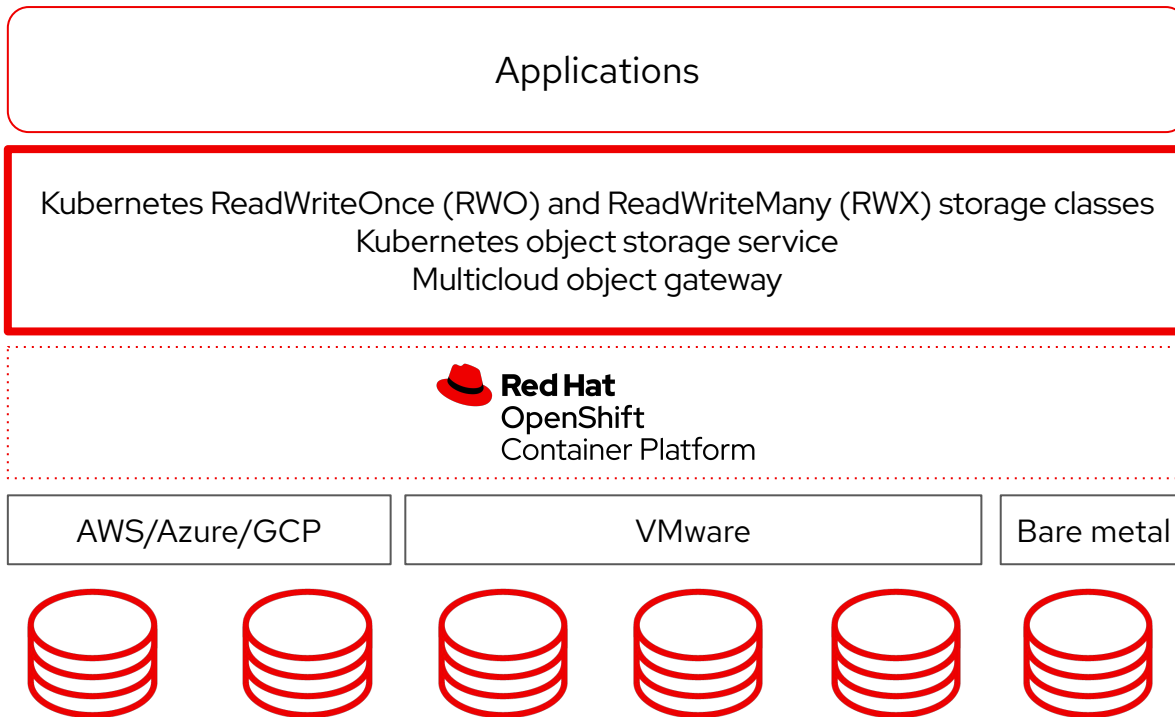 Applications
Kubernetes ReadWriteOnce (RWO) and ReadWriteMany (RWX) storage classes
Kubernetes object storage service
Multicloud object gateway
Red Hat
OpenShift
Container Platform
AWS/Azure/GCP
VMware
Bare metal